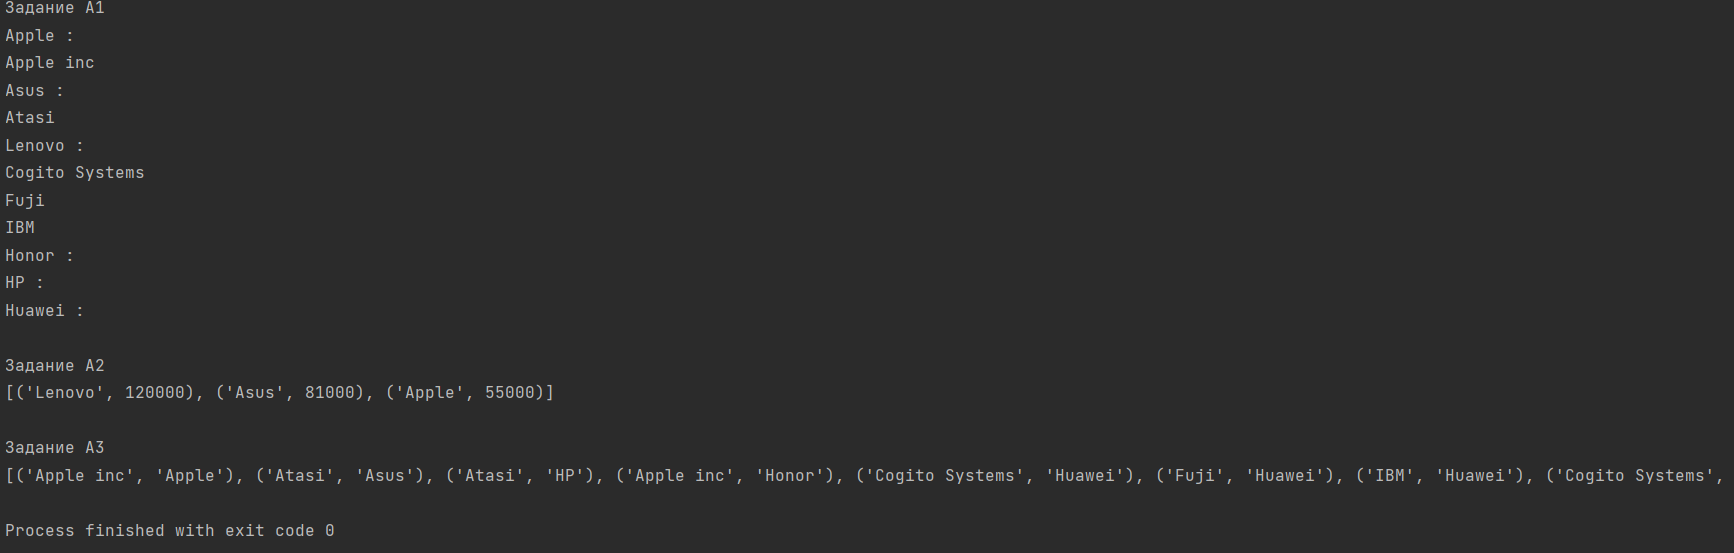 Задание А1
Apple :
Apple inc
Asus :
Atasi
Lenovo :
Cogito Systems
Fuji
IBM
Honor :
HP :
Huawei :
Задание А2
[('Lenovo', 120000), ('Asus', 81000), ('Apple', 55000)]
Задание А3
[('Apple inc', 'Apple'), ('Atasi', 'Asus'), ('Atasi', 'HP'), ('Apple inc', 'Honor'), ('Cogito Systems', 'Huawei'), ('Fuji', 'Huawei'), ('IBM', 'Huawei'), ('Cogito Systems',
Process finished with exit code 0